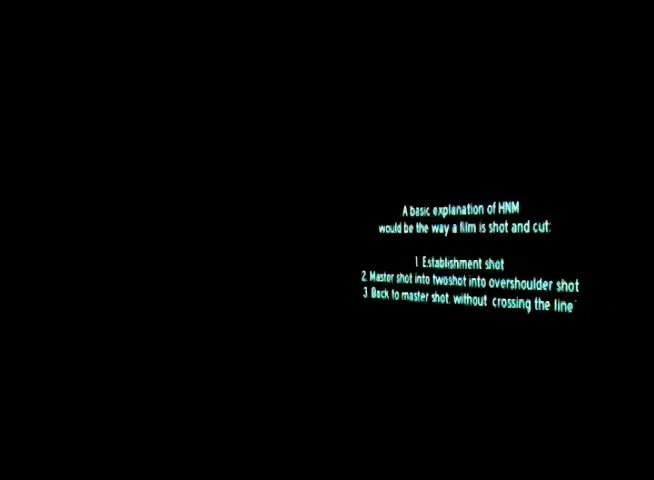 A basic explanation of HNM
would be the way a film is shot and cut:
1. Establishment shot
2. Master shot into twoshot into overshoulder shot
3. Back to master shot, without crossing the line"